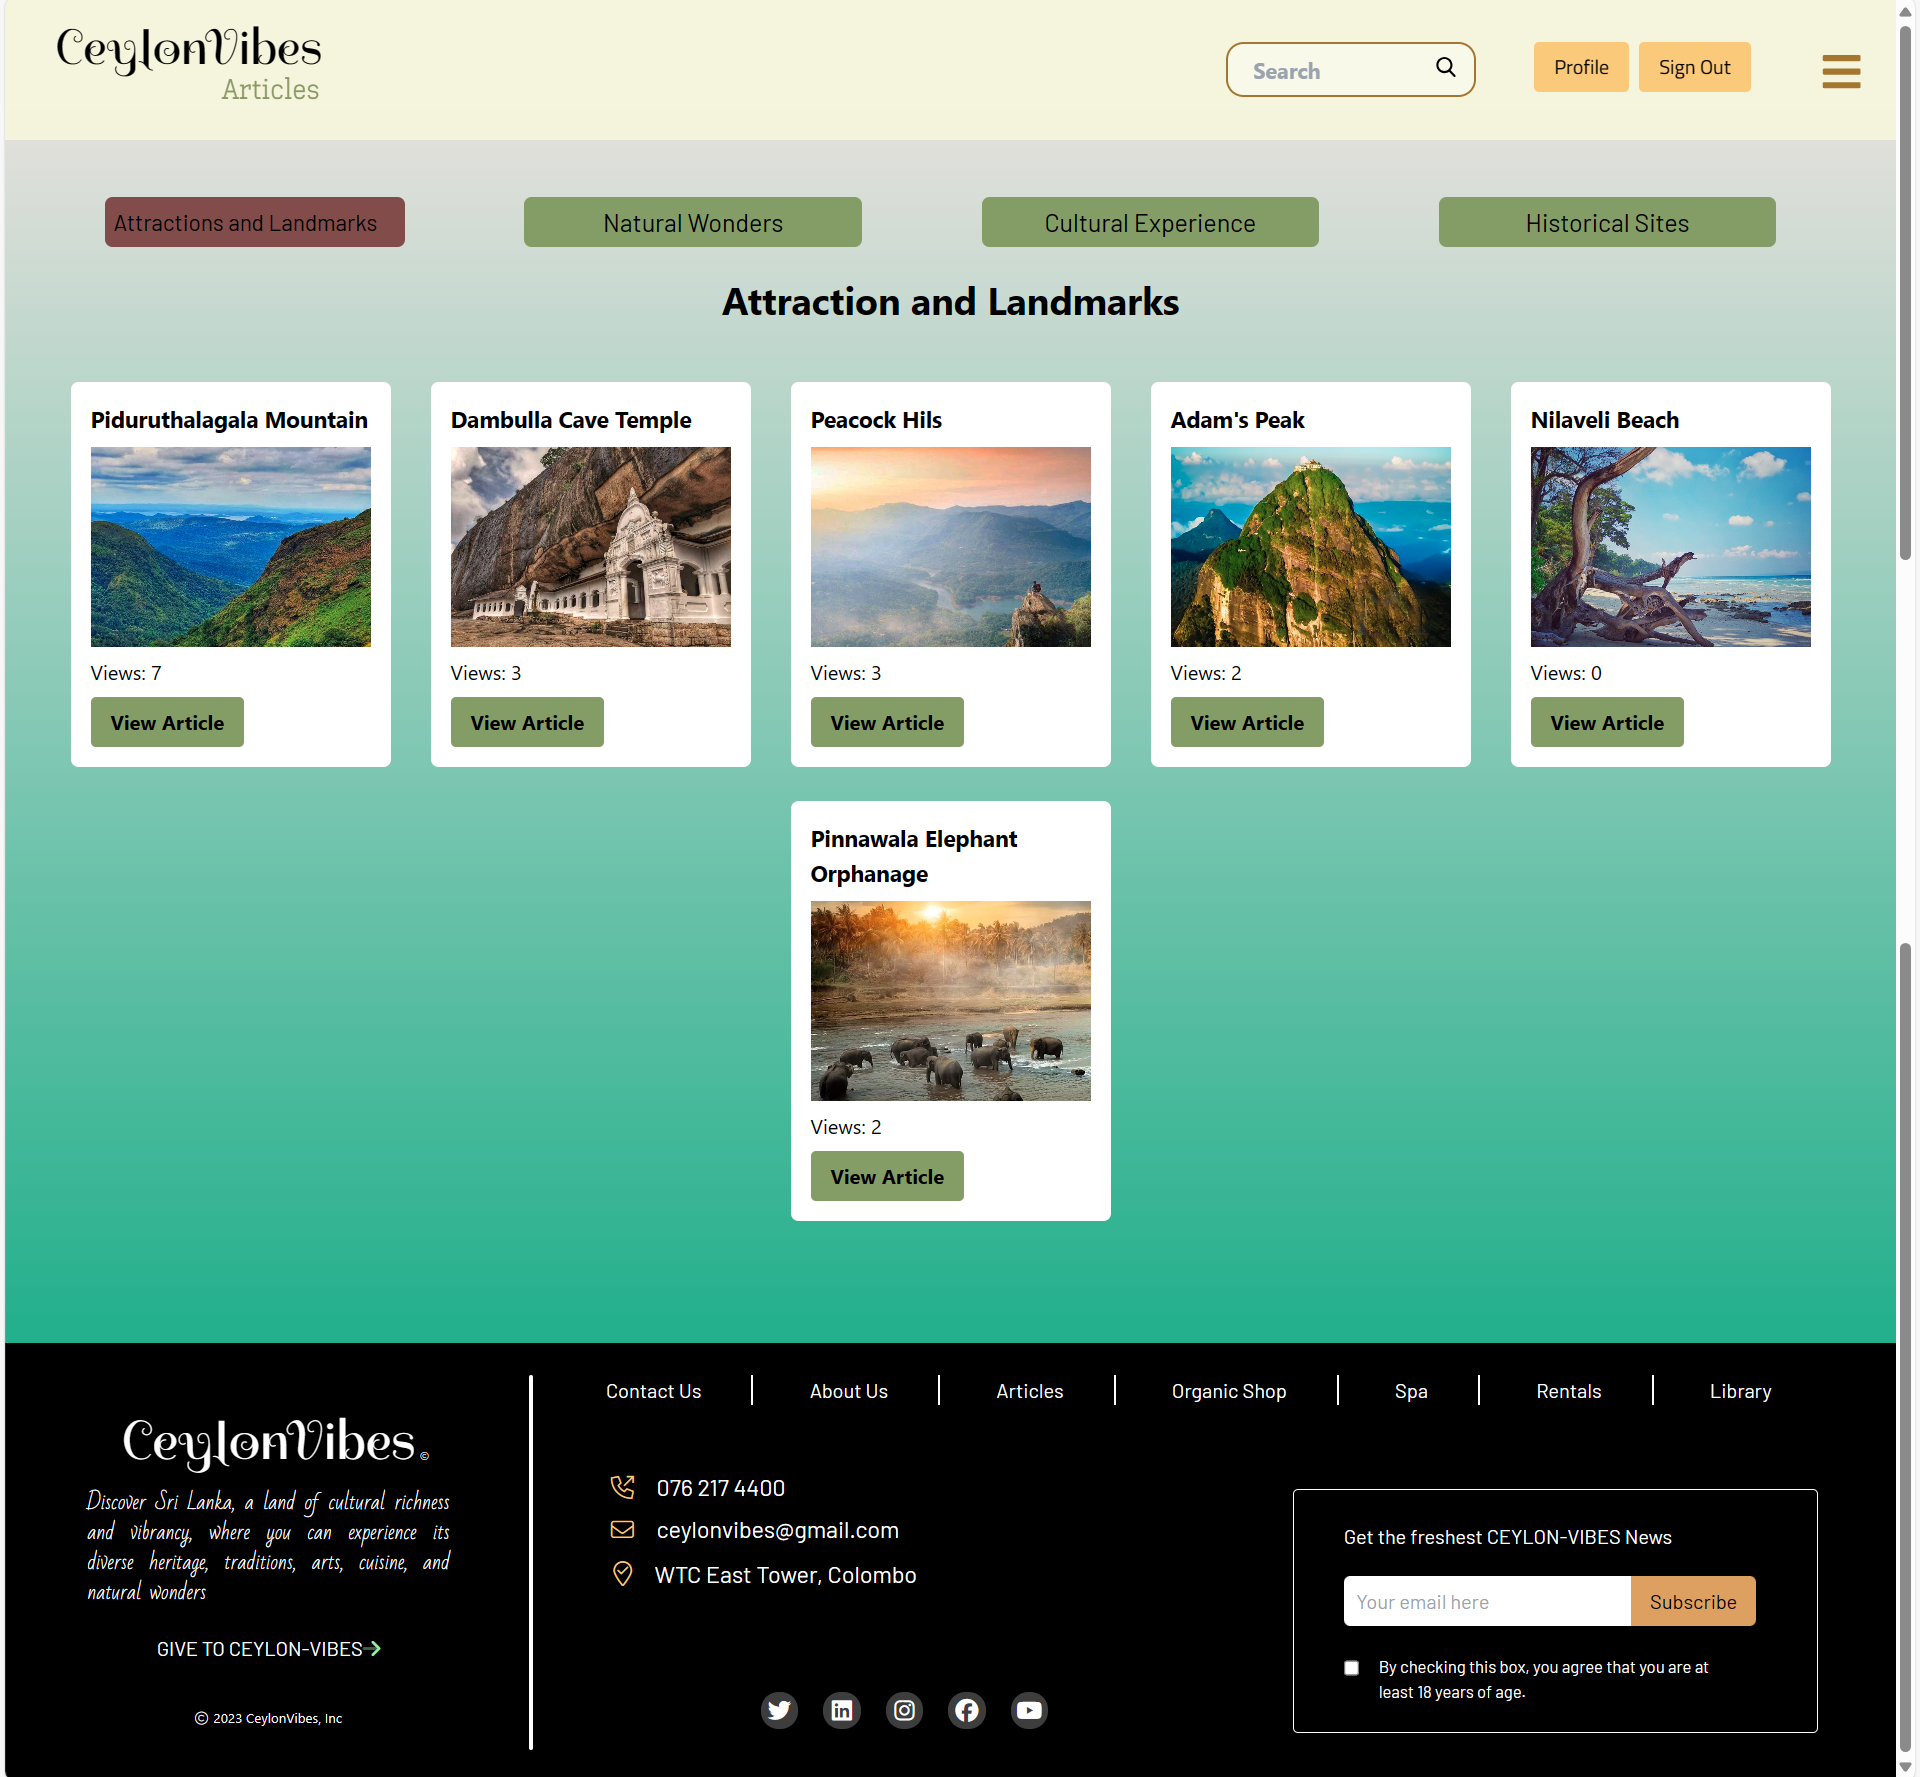 CeylonVibes
Articles
Search
Profile
Sign Out
Attractions and Landmarks
Natural Wonders
Cultural Experience
Historical Sites
Attraction and Landmarks
Piduruthalagala Mountain
Views: 7
View Article
Dambulla Cave Temple
Views: 3
View Article
Peacock Hils
Views: 3
View Article
Adam's Peak
Views: 2
View Article
Nilaveli Beach
Views: 0
View Article
Pinnawala Elephant
Orphanage
Views: 2
View Article
CeylonVibes ©
Discover Sri Lanka, a land of cultural richness
and vibrancy, where you can experience its
diverse heritage, traditions, arts, cuisine, and
natural wonders
GIVE TO CEYLON-VIBES
© 2023 CeylonVibes, Inc
Contact Us
About Us
Articles
Organic Shop
Spa
Rentals
Library
076 217 4400
ceylonvibes@gmail.com
WTC East Tower, Colombo
Get the freshest CEYLON-VIBES News
Your email here
Subscribe
By checking this box, you agree that you are at
least 18 years of age.